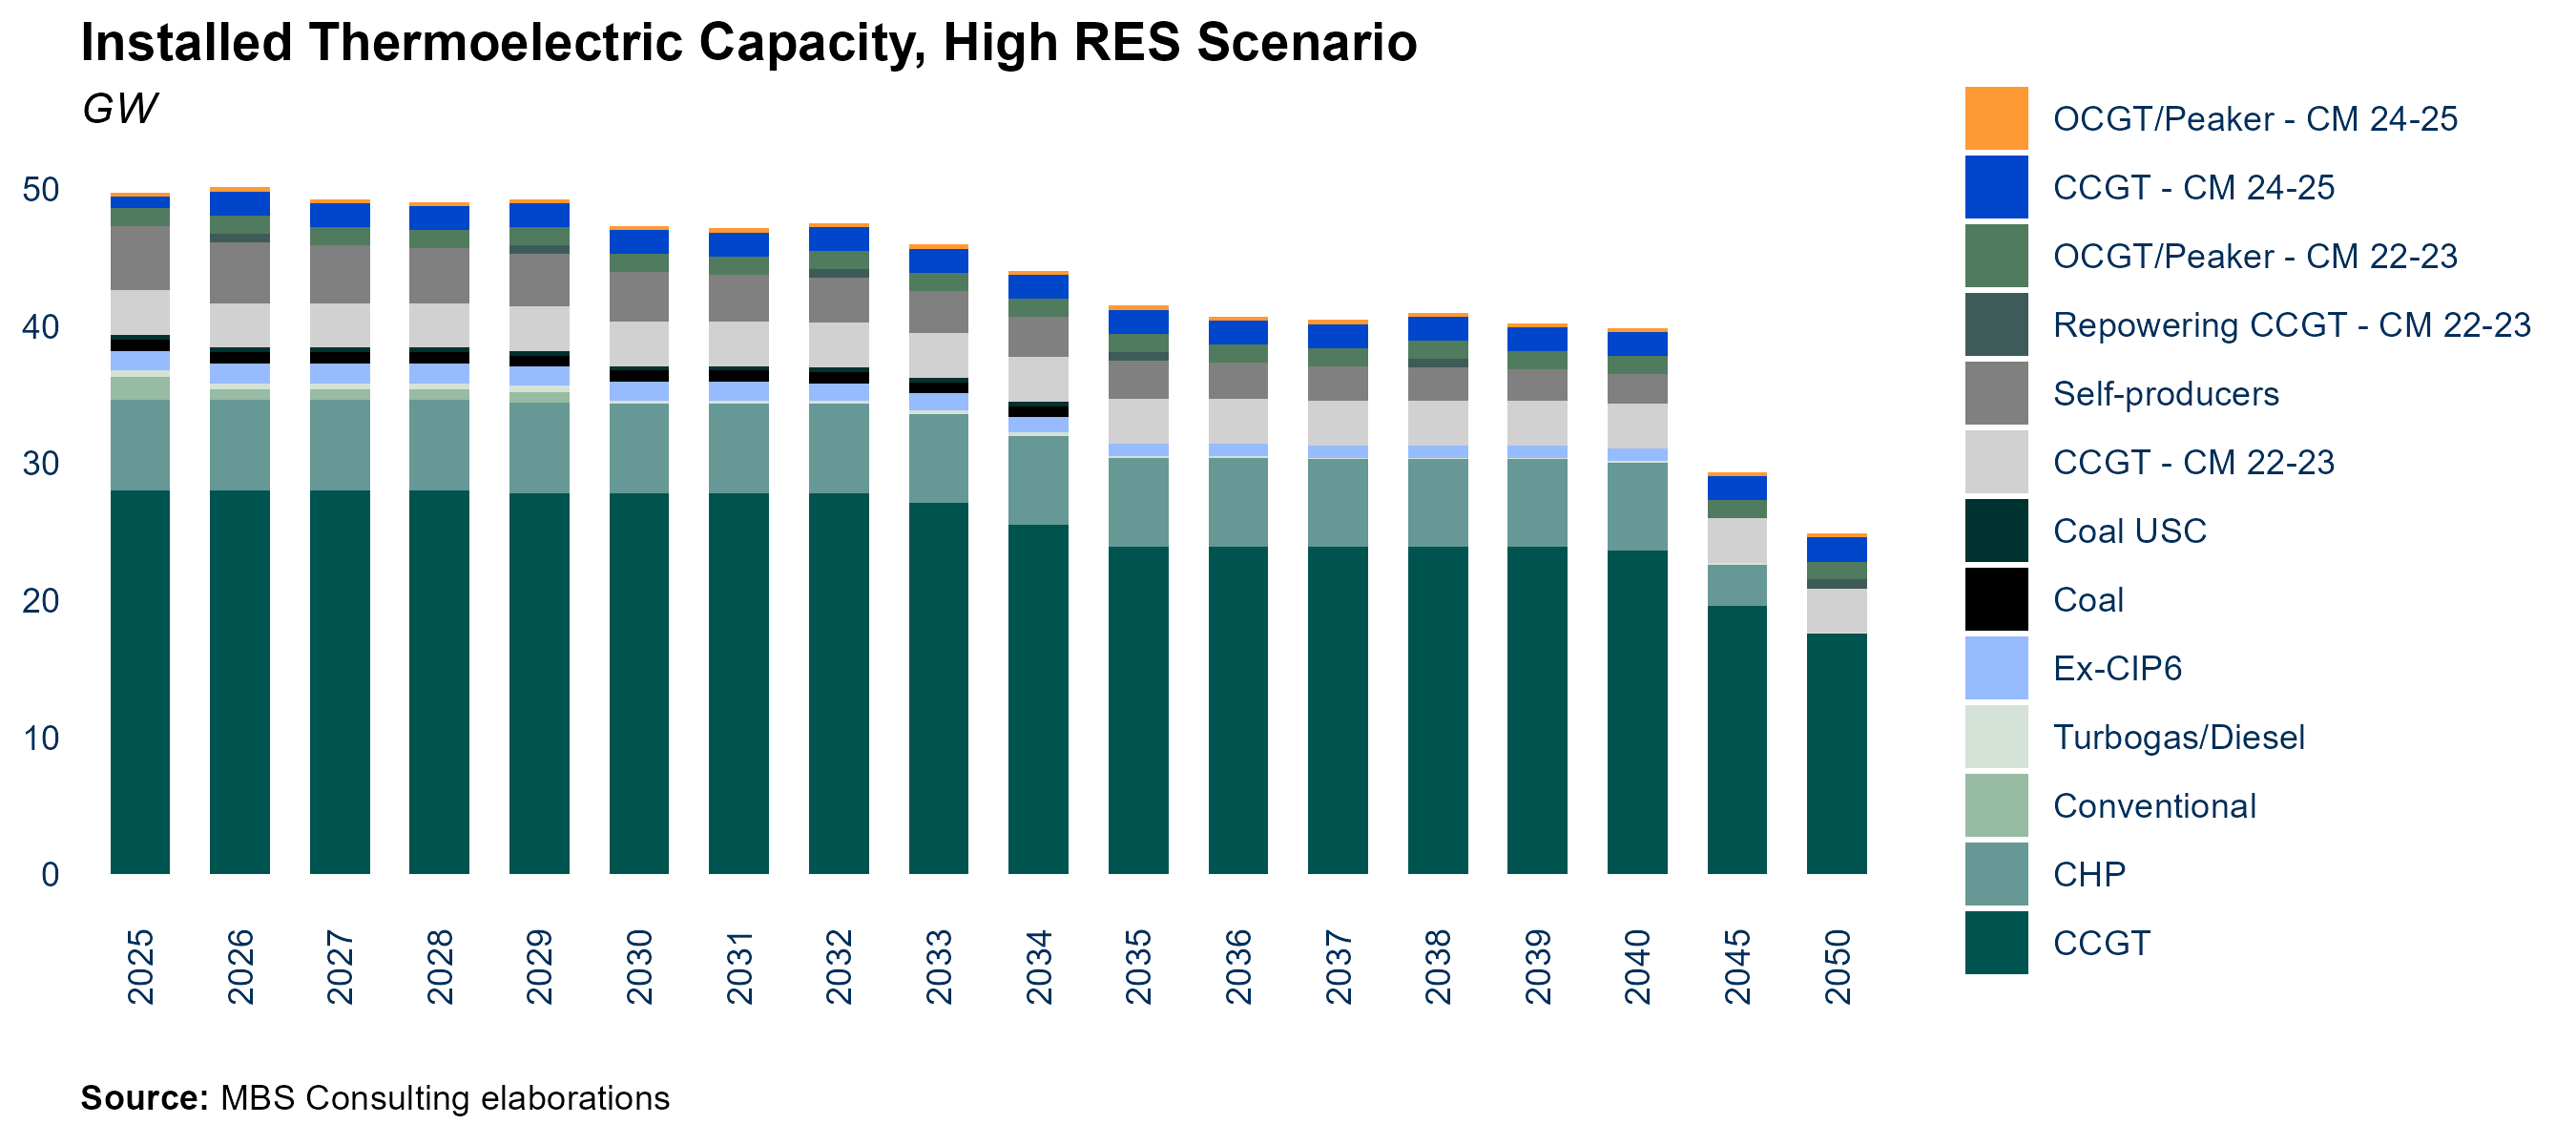 Installed Thermoelectric Capacity, High RES Scenario
GW
50
40
30
20
10
0
2025
2026
2027
2028
2029
2030
2031
2032
2033
2034
2035
2036
2037
2038
2039
2040
2045
2050
OCGT/Peaker - CM 24-25
CCGT - CM 24-25
OCGT/Peaker - CM 22-23
Repowering CCGT - CM 22-23
Self-producers
CCGT - CM 22-23
Coal USC
Coal
Ex-CIP6
Turbogas/Diesel
Conventional
CHP
CCGT
Source: MBS Consulting elaborations